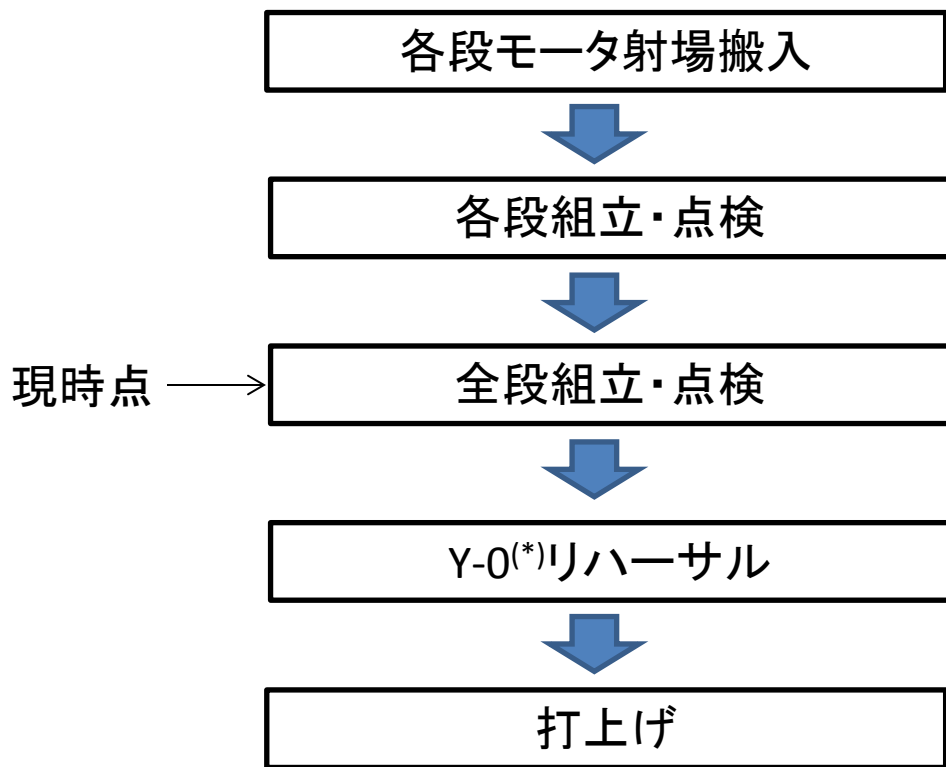 各段モータ射場搬入
各段組立・点検
現時点
全段組立・点検
Y-0(*)リハーサル
打上げ